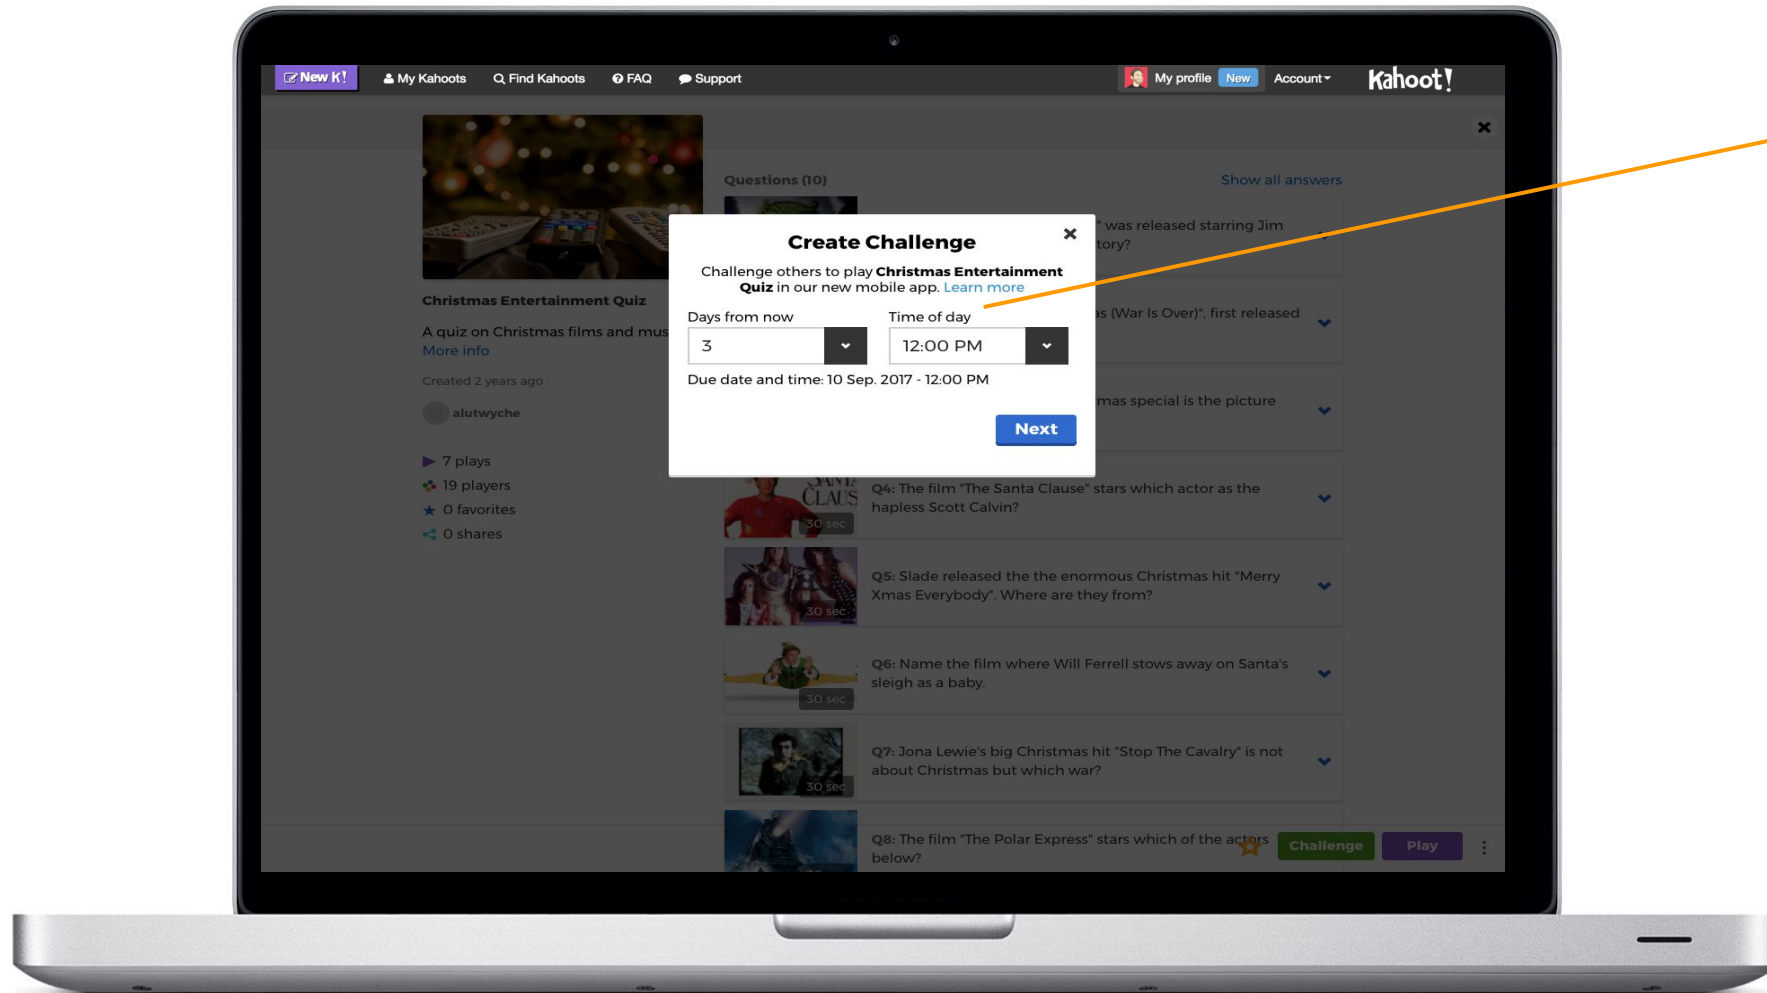 New K!
My Kahoots
Find Kahoots
FAQ
Support
My profile
New
Account
Kahoot!
Questions (10)
Show all answers
" was released starring Jim
tory?
Create Challenge
Challenge others to play Christmas Entertainment
Quiz in our new mobile app. Learn more
Days from now
Time of day
3
12:00 PM
Due date and time: 10 Sep. 2017 - 12:00 PM
Next
Christmas Entertainment Quiz
A quiz on Christmas films and mus
More info
Created 2 years ago
alutwyche
7 plays
19 players
0 favorites
0 shares
as (War Is Over)", first released
mas special is the picture
SANTA
CLAUS
30 sec
Q4: The film "The Santa Clause" stars which actor as the
hapless Scott Calvin?
30 sec
Q5: Slade released the the enormous Christmas hit "Merry
Xmas Everybody". Where are they from?
30 sec
Q6: Name the film where Will Ferrell stows away on Santa's
sleigh as a baby.
30 sec
Q7: Jona Lewie's big Christmas hit "Stop The Cavalry" is not
about Christmas but which war?
Q8: The film "The Polar Express" stars which of the actors
below?
Challenge
Play